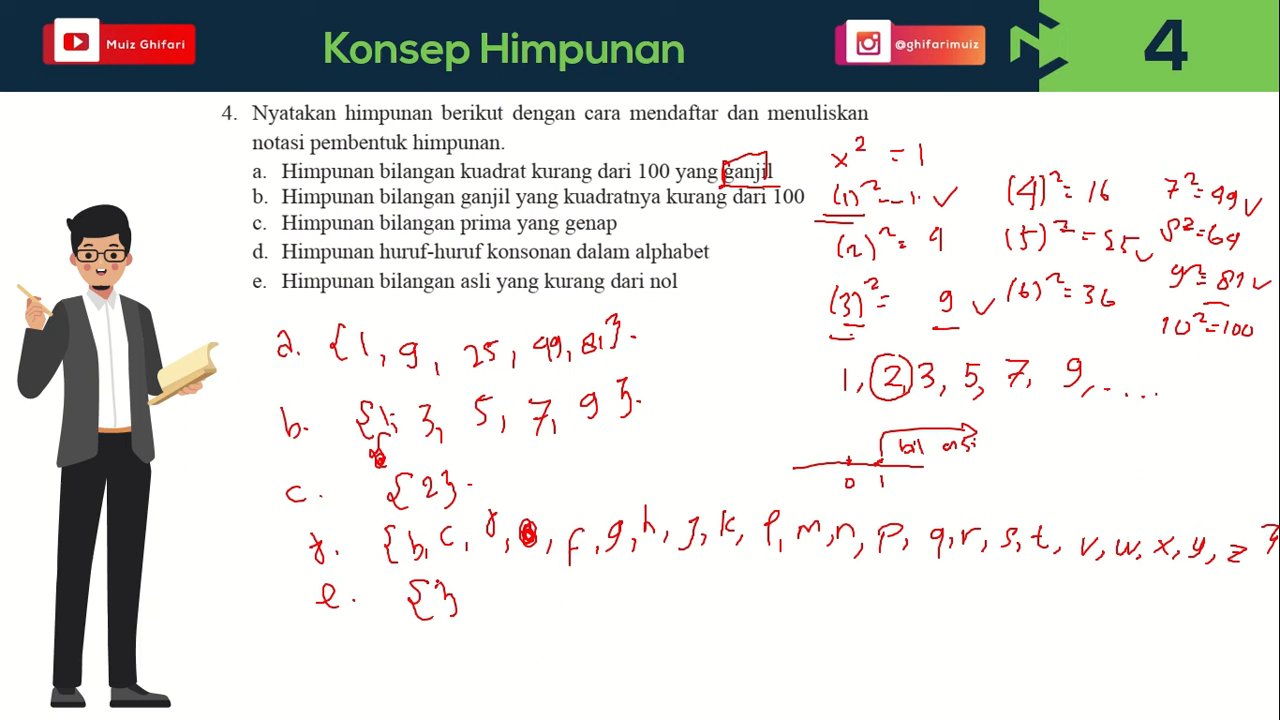 Muiz Ghifari
Konsep Himpunan
@ghifarimuiz
4
4. Nyatakan himpunan berikut dengan cara mendaftar dan menuliskan
notasi pembentuk himpunan.
a. Himpunan bilangan kuadrat kurang dari 100 yang ganjil
b. Himpunan bilangan ganjil yang kuadratnya kurang dari 100
c. Himpunan bilangan prima yang genap
d. Himpunan huruf-huruf konsonan dalam alphabet
e. Himpunan bilangan asli yang kurang dari nol
x² = 1
(1)² = 1 ✓
(2)² = 4
(3)² = 9 ✓
(4)² = 16
(5)² = 25 ✓
(6)² = 36
7² = 49 ✓
8² = 64
9² = 81 ✓
10² = 100
1, 2, 3, 5, 7, 9, ....
bil asli
0 1
a. {1, 9, 25, 49, 81}.
b. {1, 3, 5, 7, 9}.
c. {2}.
d. {b, c, d, f, g, h, j, k, l, m, n, p, q, r, s, t, v, w, x, y, z}
e. {}